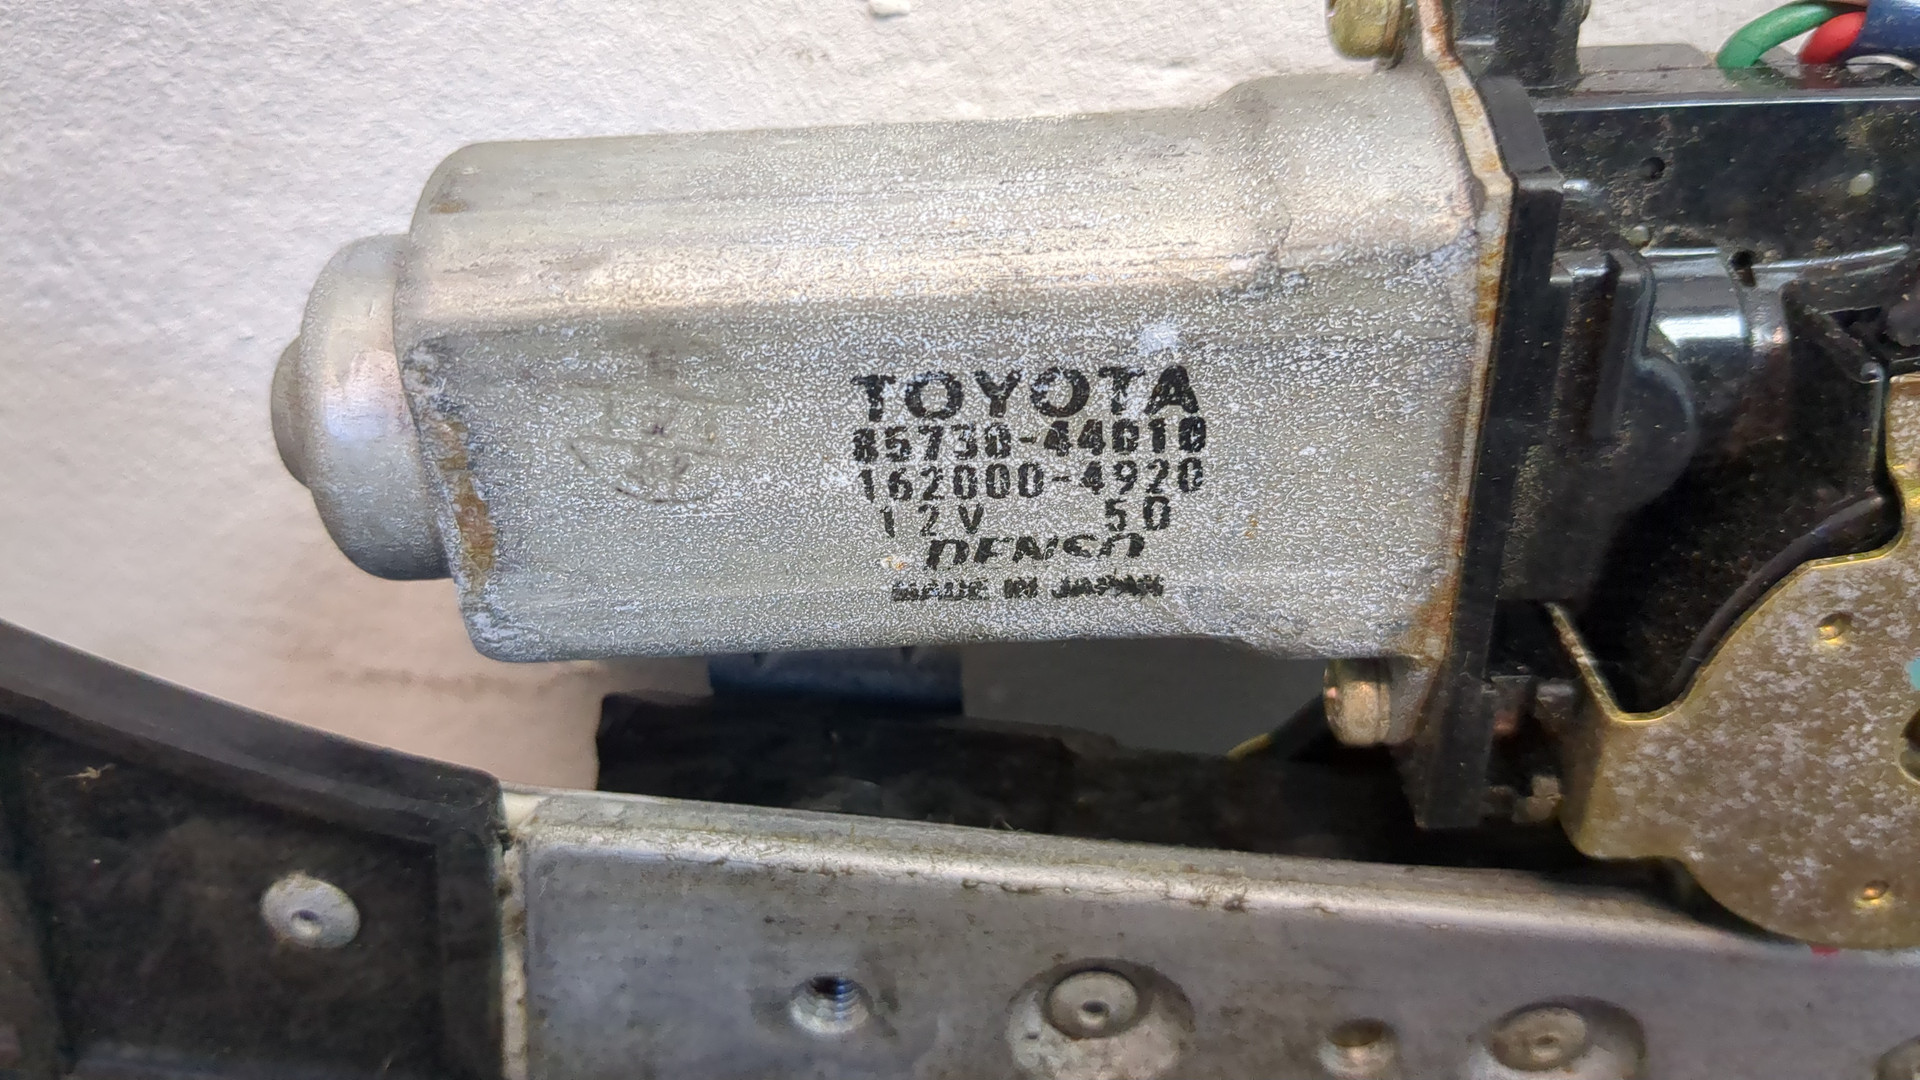 TOYOTA
85730-44010
162000-4920
12V 50
DENSO
MADE IN JAPAN